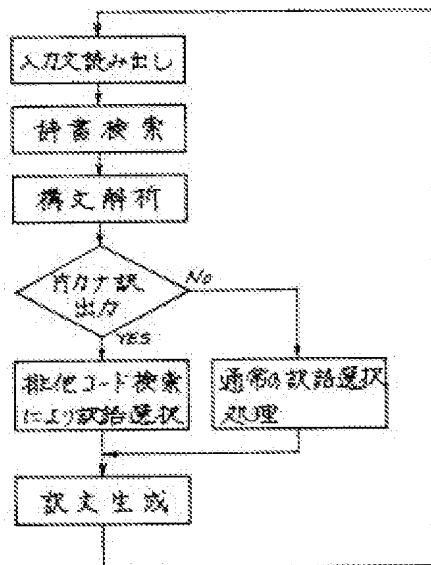 入力文読み出し
辞書検索
構文解析
カナ訳
出力
No
YES
排他コード検索
により訳語選択
通常の訳語選択
処理
訳文生成